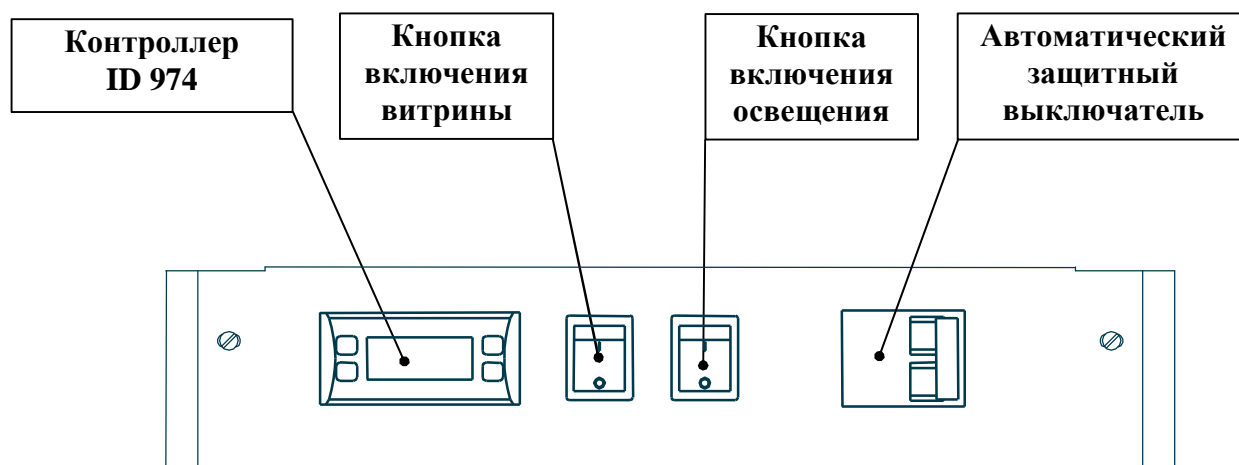 Контроллер
ID 974
Кнопка
включения
витрины
Кнопка
включения
освещения
Автоматический
защитный
выключатель